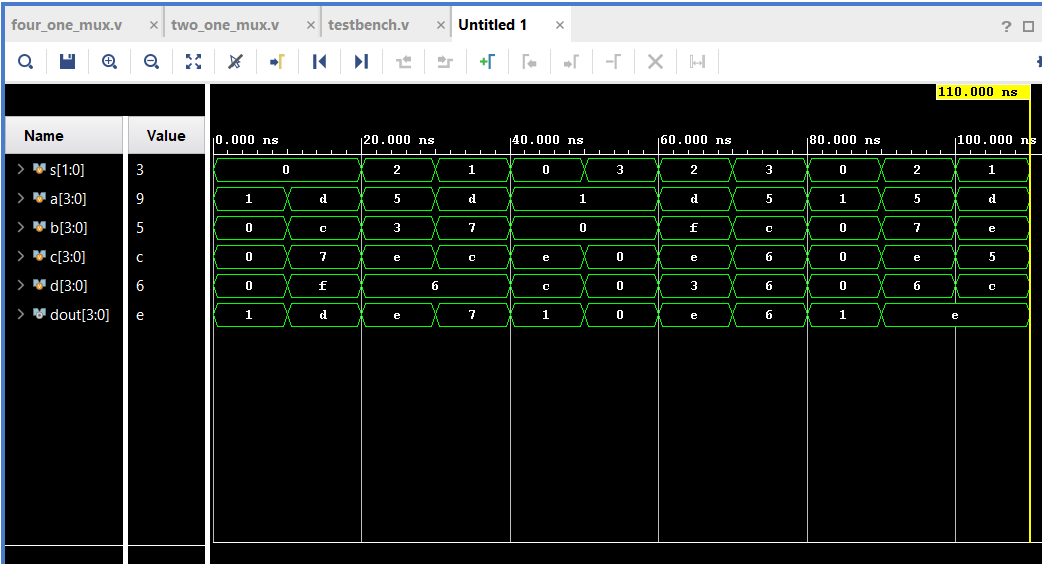 four_one_mux.v × two_one_mux.v × testbench.v × Untitled 1 × ?
110.000 ns
Name Value 0.000 ns 20.000 ns 40.000 ns 60.000 ns 80.000 ns 100.000 ns
s[1:0] 3 0 2 1 0 3 2 3 0 2 1
a[3:0] 9 1 d 5 d 1 d 5 1 5 d
b[3:0] 5 0 c 3 7 0 f c 0 7 e
c[3:0] c 0 7 e c e 0 e 6 0 e 5
d[3:0] 6 0 f 6 c 0 3 6 0 6 c
dout[3:0] e 1 d e 7 1 0 e 6 1 e